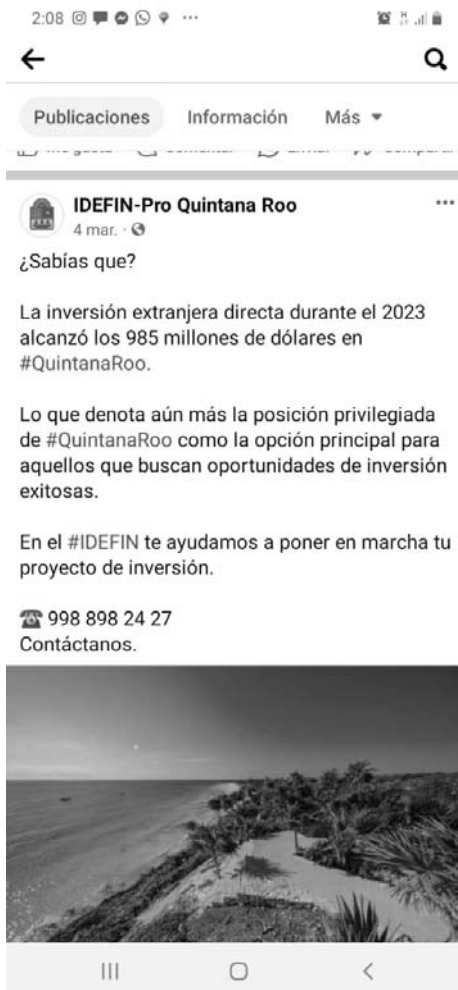 2:08
Publicaciones Información Más
IDEFIN-Pro Quintana Roo
4 mar. ·
¿Sabías que?
La inversión extranjera directa durante el 2023
alcanzó los 985 millones de dólares en
#QuintanaRoo.
Lo que denota aún más la posición privilegiada
de #QuintanaRoo como la opción principal para
aquellos que buscan oportunidades de inversión
exitosas.
En el #IDEFIN te ayudamos a poner en marcha tu
proyecto de inversión.
998 898 24 27
Contáctanos.